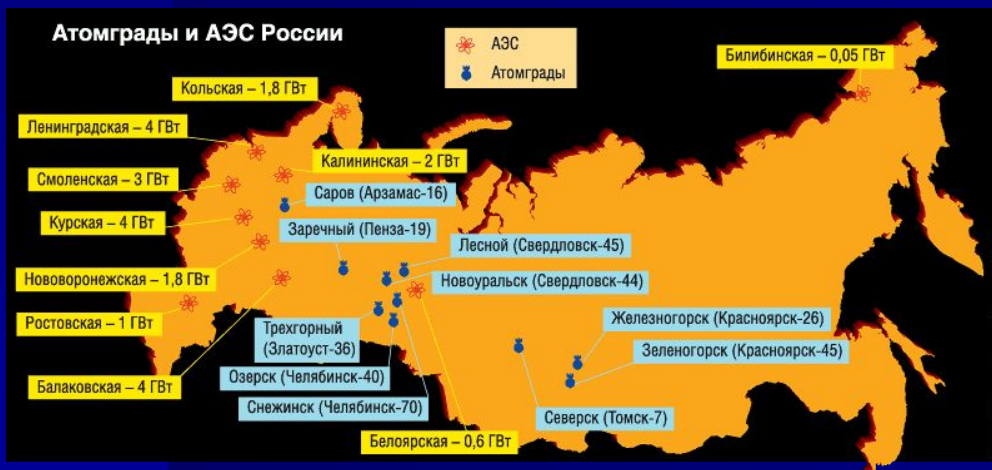 Атомграды и АЭС России
АЭС
Атомграды
Билибинская – 0,05 ГВт
Кольская – 1,8 ГВт
Ленинградская – 4 ГВт
Калининская – 2 ГВт
Смоленская – 3 ГВт
Саров (Арзамас-16)
Курская – 4 ГВт
Заречный (Пенза-19)
Лесной (Свердловск-45)
Нововоронежская – 1,8 ГВт
Новоуральск (Свердловск-44)
Ростовская – 1 ГВт
Трехгорный
(Златоуст-36)
Железногорск (Красноярск-26)
Зеленогорск (Красноярск-45)
Озерск (Челябинск-40)
Балаковская – 4 ГВт
Снежинск (Челябинск-70)
Северск (Томск-7)
Белоярская – 0,6 ГВт